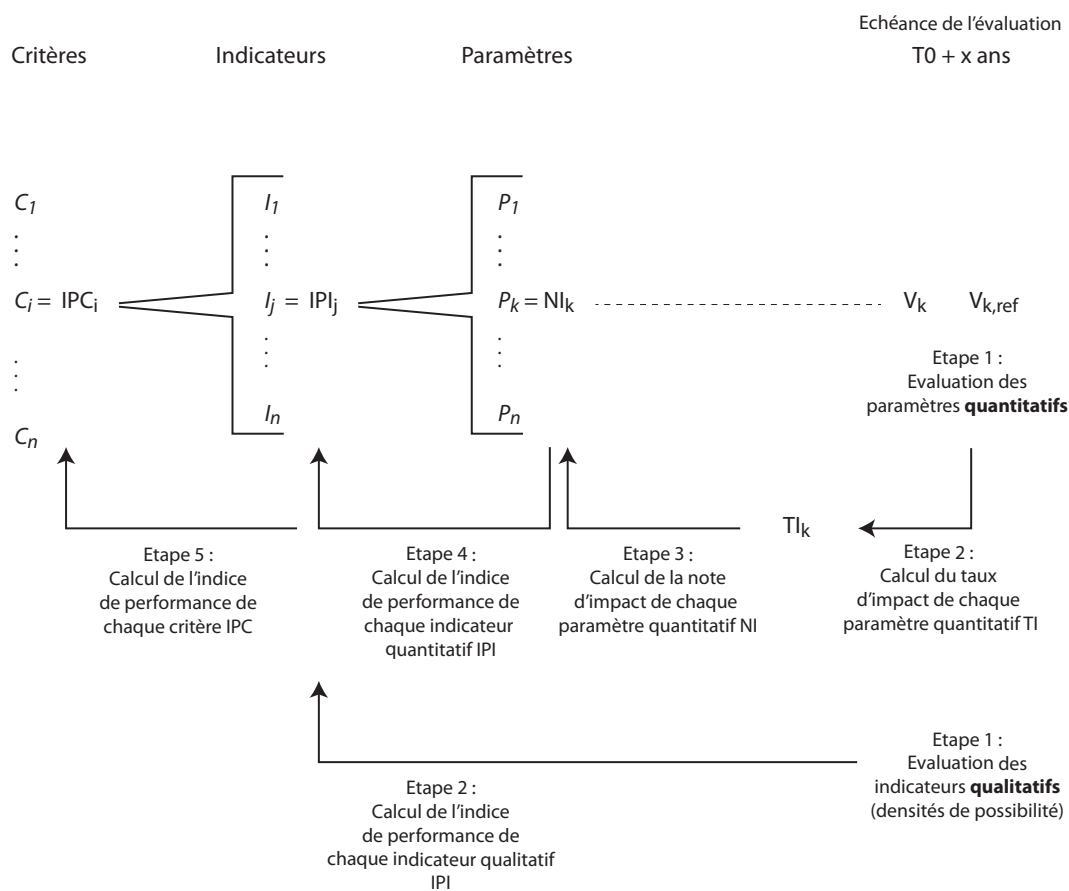 Echéance de l'évaluation
Critères Indicateurs Paramètres T0 + x ans
C1 I1 P1
Ci = IPCi Ij = IPIj Pk = NIk Vk Vk,ref
Etape 1 :
Evaluation des
paramètres quantitatifs
In Pn
Cn
TIk
Etape 5 :
Calcul de l'indice
de performance de
chaque critère IPC
Etape 4 :
Calcul de l'indice
de performance de
chaque indicateur
quantitatif IPI
Etape 3 :
Calcul de la note
d'impact de chaque
paramètre quantitatif NI
Etape 2 :
Calcul du taux
d'impact de chaque
paramètre quantitatif TI
Etape 1 :
Evaluation des
indicateurs qualitatifs
(densités de possibilité)
Etape 2 :
Calcul de l'indice
de performance de
chaque indicateur qualitatif
IPI